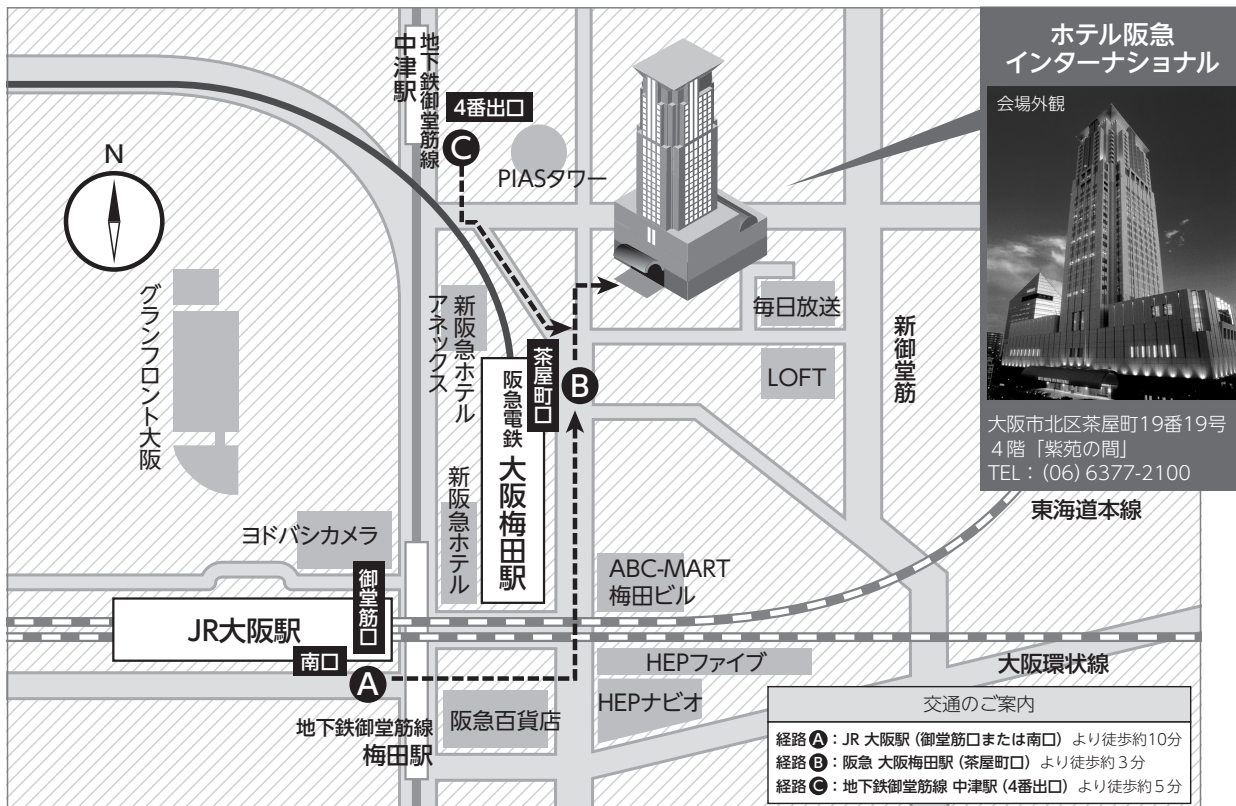 地下鉄御堂筋線
中津駅
4番出口
C
PIASタワー
N
グランフロント大阪
新阪急ホテル
アネックス
茶屋町口
B
阪急電鉄
大阪梅田駅
新阪急ホテル
毎日放送
LOFT
新御堂筋
ホテル阪急
インターナショナル
会場外観
大阪市北区茶屋町19番19号
4階「紫苑の間」
TEL：(06) 6377-2100
東海道本線
ヨドバシカメラ
御堂筋口
JR大阪駅
南口
A
ABC-MART
梅田ビル
HEPファイブ
大阪環状線
HEPナビオ
阪急百貨店
地下鉄御堂筋線
梅田駅
交通のご案内
経路A：JR 大阪駅（御堂筋口または南口）より徒歩約10分
経路B：阪急 大阪梅田駅（茶屋町口）より徒歩約3分
経路C：地下鉄御堂筋線 中津駅（4番出口）より徒歩約5分